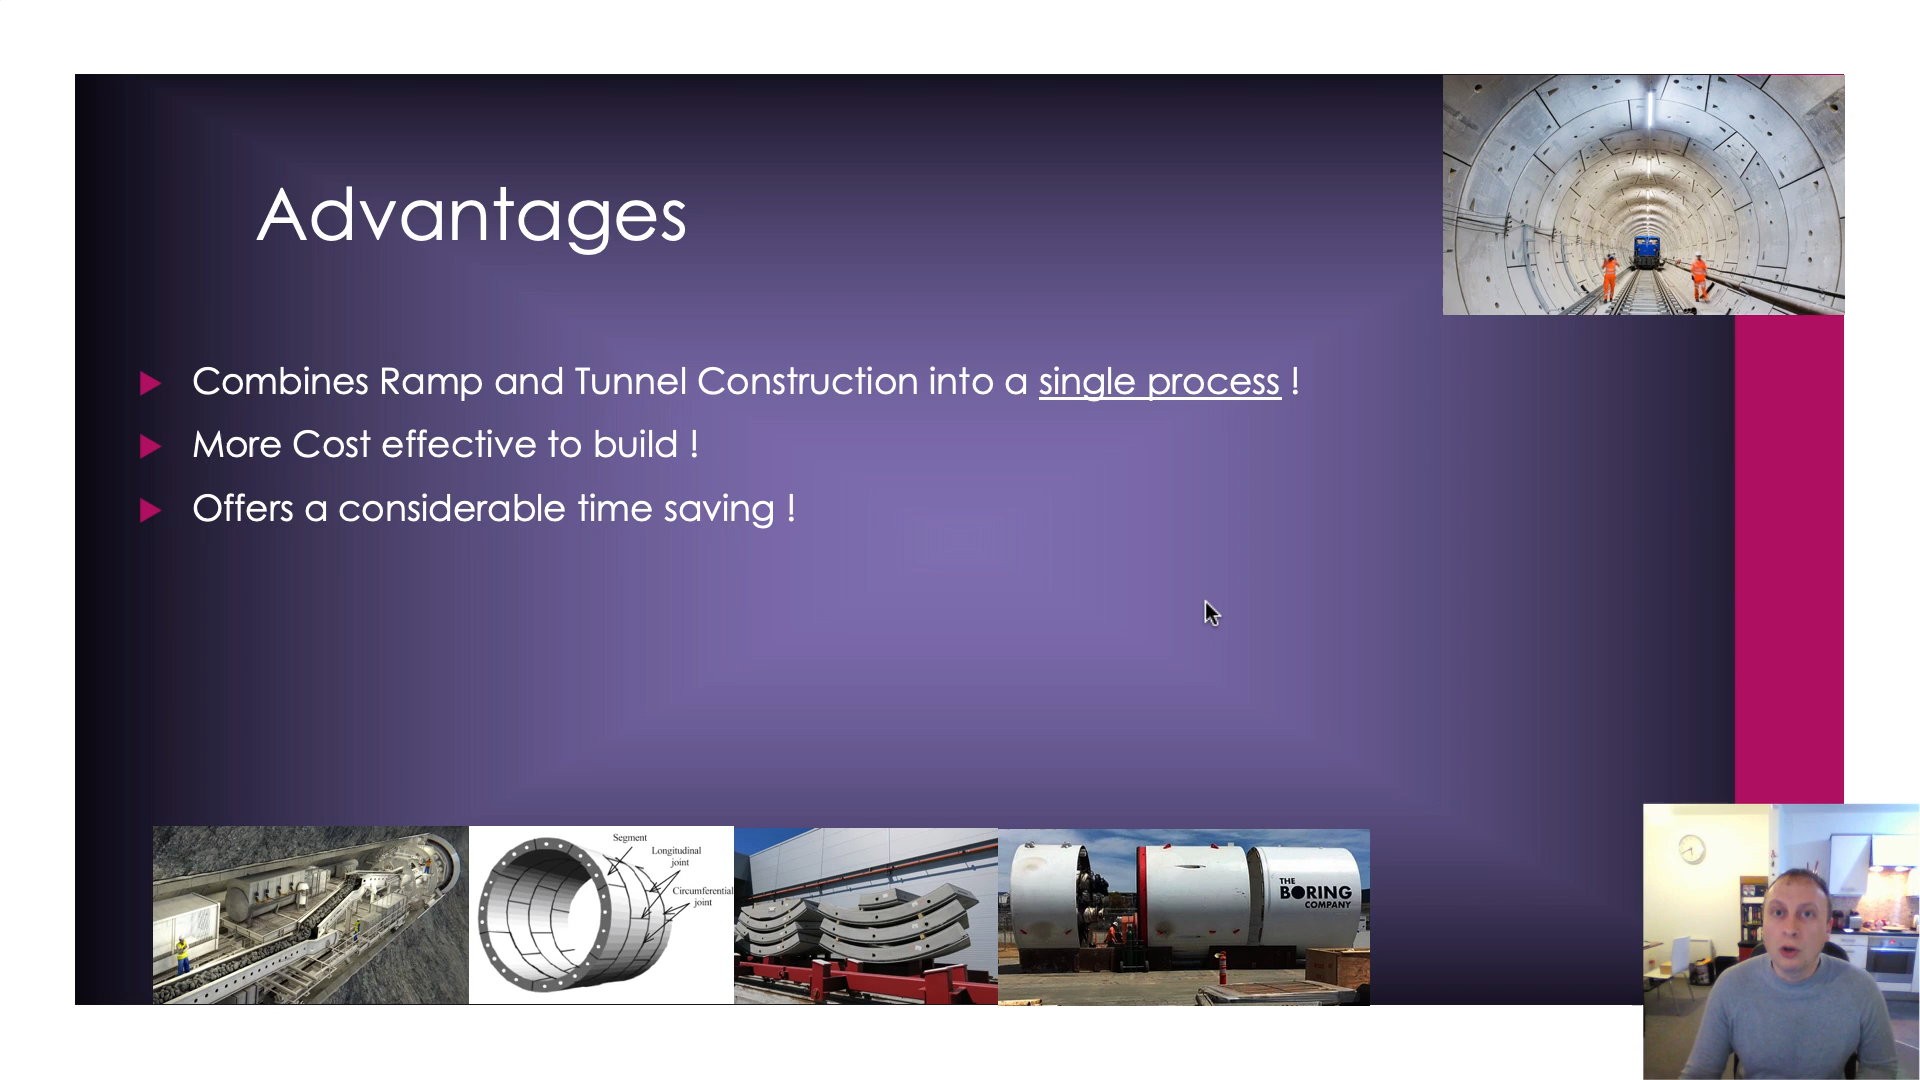 Advantages
Combines Ramp and Tunnel Construction into a single process !
More Cost effective to build !
Offers a considerable time saving !
Segment
Longitudinal
joint
Circumferential
joint
THE
BORING
COMPANY